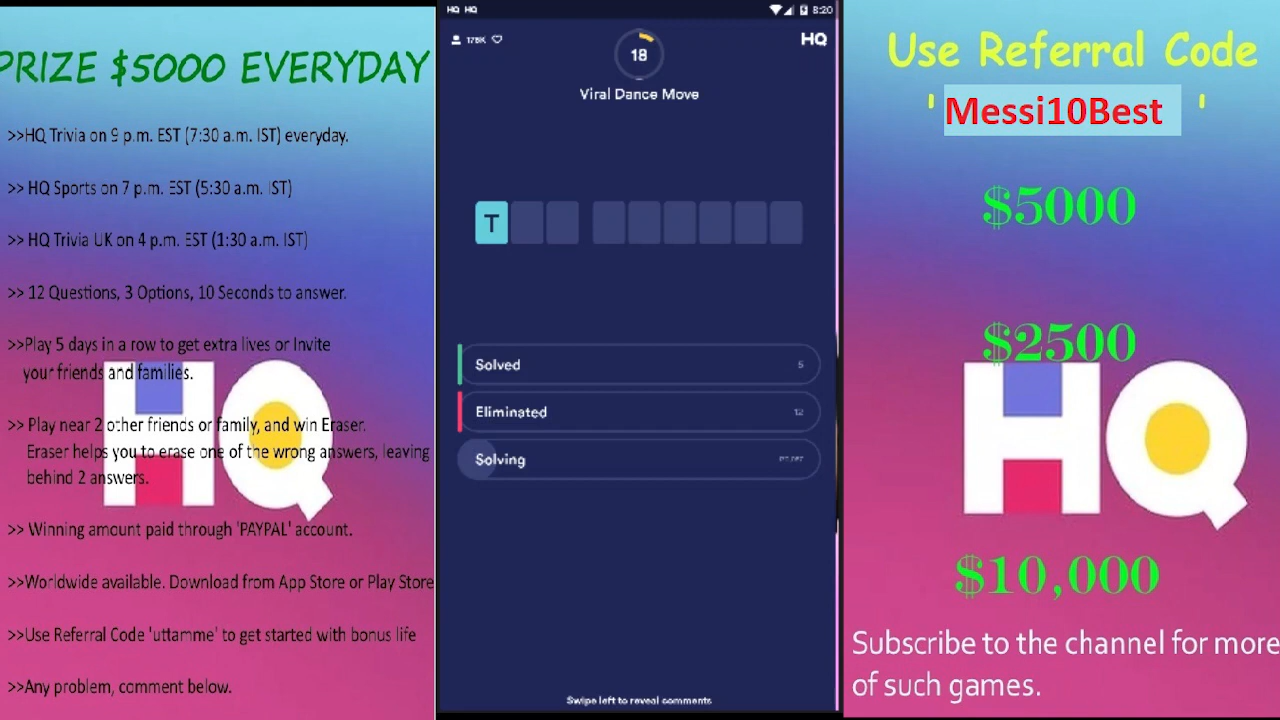 PRIZE $5000 EVERYDAY
>>HQ Trivia on 9 p.m. EST (7:30 a.m. IST) everyday.
>> HQ Sports on 7 p.m. EST (5:30 a.m. IST)
>> HQ Trivia UK on 4 p.m. EST (1:30 a.m. IST)
>> 12 Questions, 3 Options, 10 Seconds to answer.
>>Play 5 days in a row to get extra lives or Invite
your friends and families.
>> Play near 2 other friends or family, and win Eraser.
Eraser helps you to erase one of the wrong answers, leaving
behind 2 answers.
>> Winning amount paid through 'PAYPAL' account.
>>Worldwide available. Download from App Store or Play Store
>>Use Referral Code 'uttamme' to get started with bonus life
>>Any problem, comment below.
HQ
HQ HQ 8:20
178K HQ
18
Viral Dance Move
T
Solved 5
Eliminated 12
Solving
Swipe left to reveal comments
Use Referral Code
' Messi10Best '
$5000
$2500
HQ
$10,000
Subscribe to the channel for more
of such games.